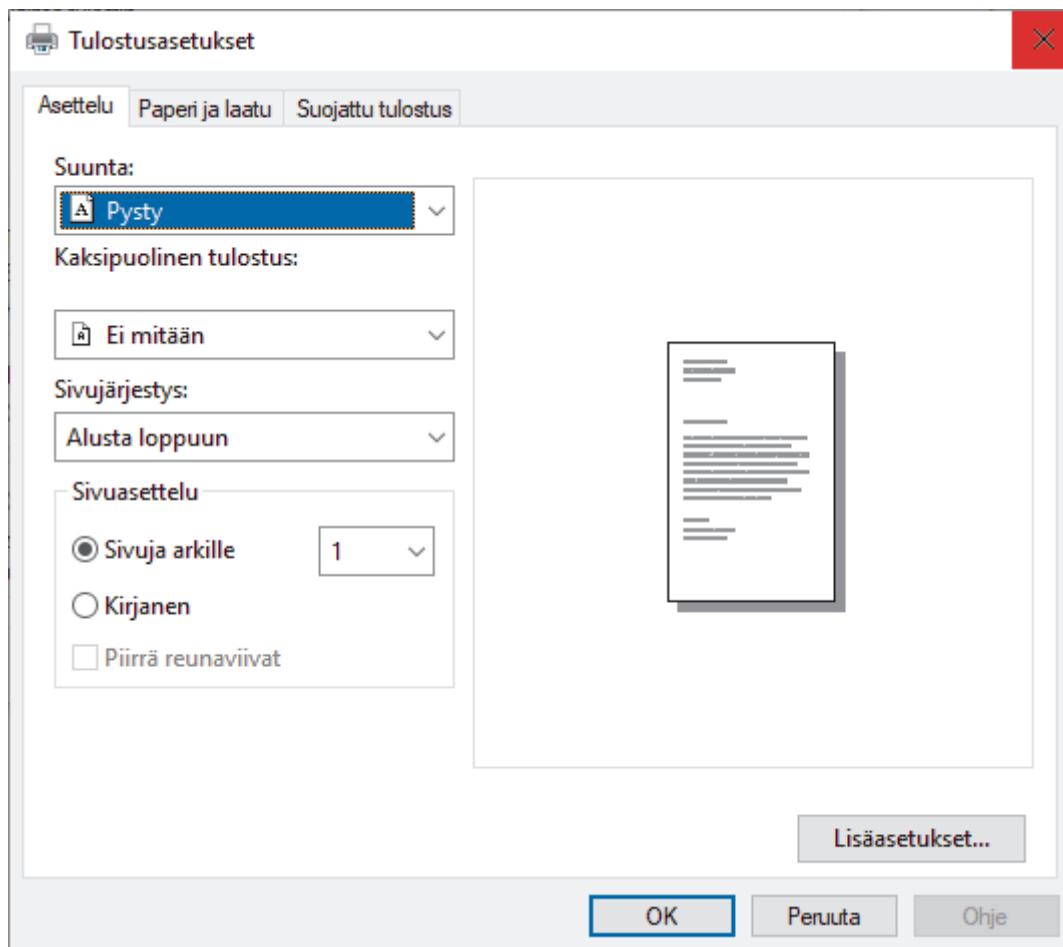 Tulostusasetukset
Asettelu Paperi ja laatu Suojattu tulostus
Suunta:
A Pysty
Kaksipuolinen tulostus:
A Ei mitään
Sivujärjestys:
Alusta loppuun
Sivuasettelu
Sivuja arkille 1
Kirjanen
Piirrä reunaviivat
Lisäasetukset...
OK Peruuta Ohje